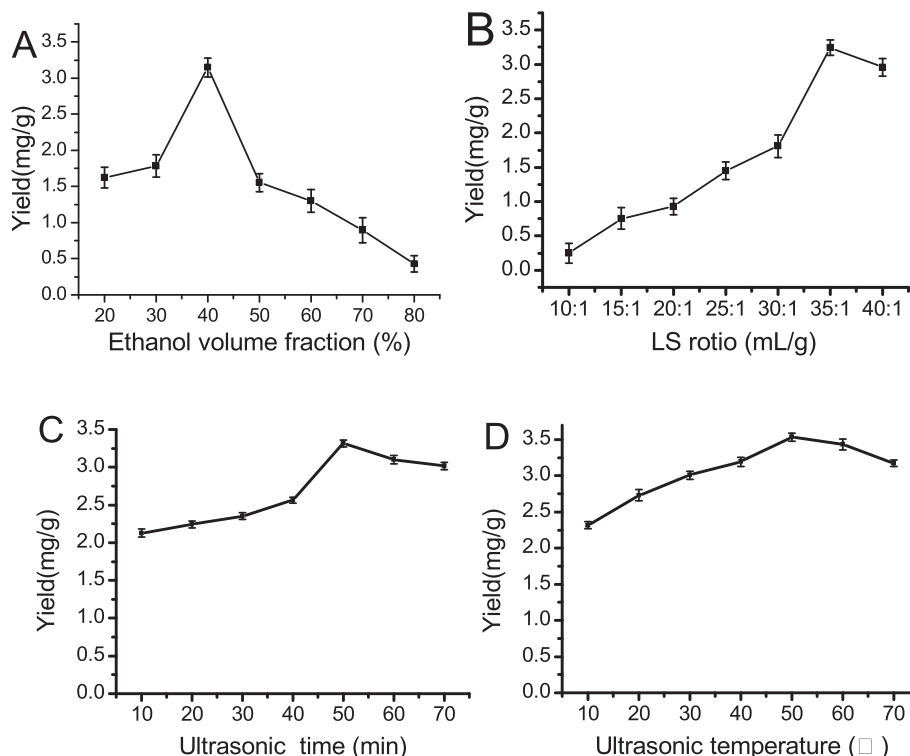 A
Yield(mg/g)
3.5
3.0
2.5
2.0
1.5
1.0
0.5
0.0
20 30 40 50 60 70 80
Ethanol volume fraction (%)
B
Yield(mg/g)
3.5
3.0
2.5
2.0
1.5
1.0
0.5
0.0
10:1 15:1 20:1 25:1 30:1 35:1 40:1
LS rotio (mL/g)
C
Yield(mg/g)
3.5
3.0
2.5
2.0
1.5
1.0
0.5
0.0
10 20 30 40 50 60 70
Ultrasonic time (min)
D
Yield(mg/g)
3.5
3.0
2.5
2.0
1.5
1.0
0.5
0.0
10 20 30 40 50 60 70
Ultrasonic temperature (□)